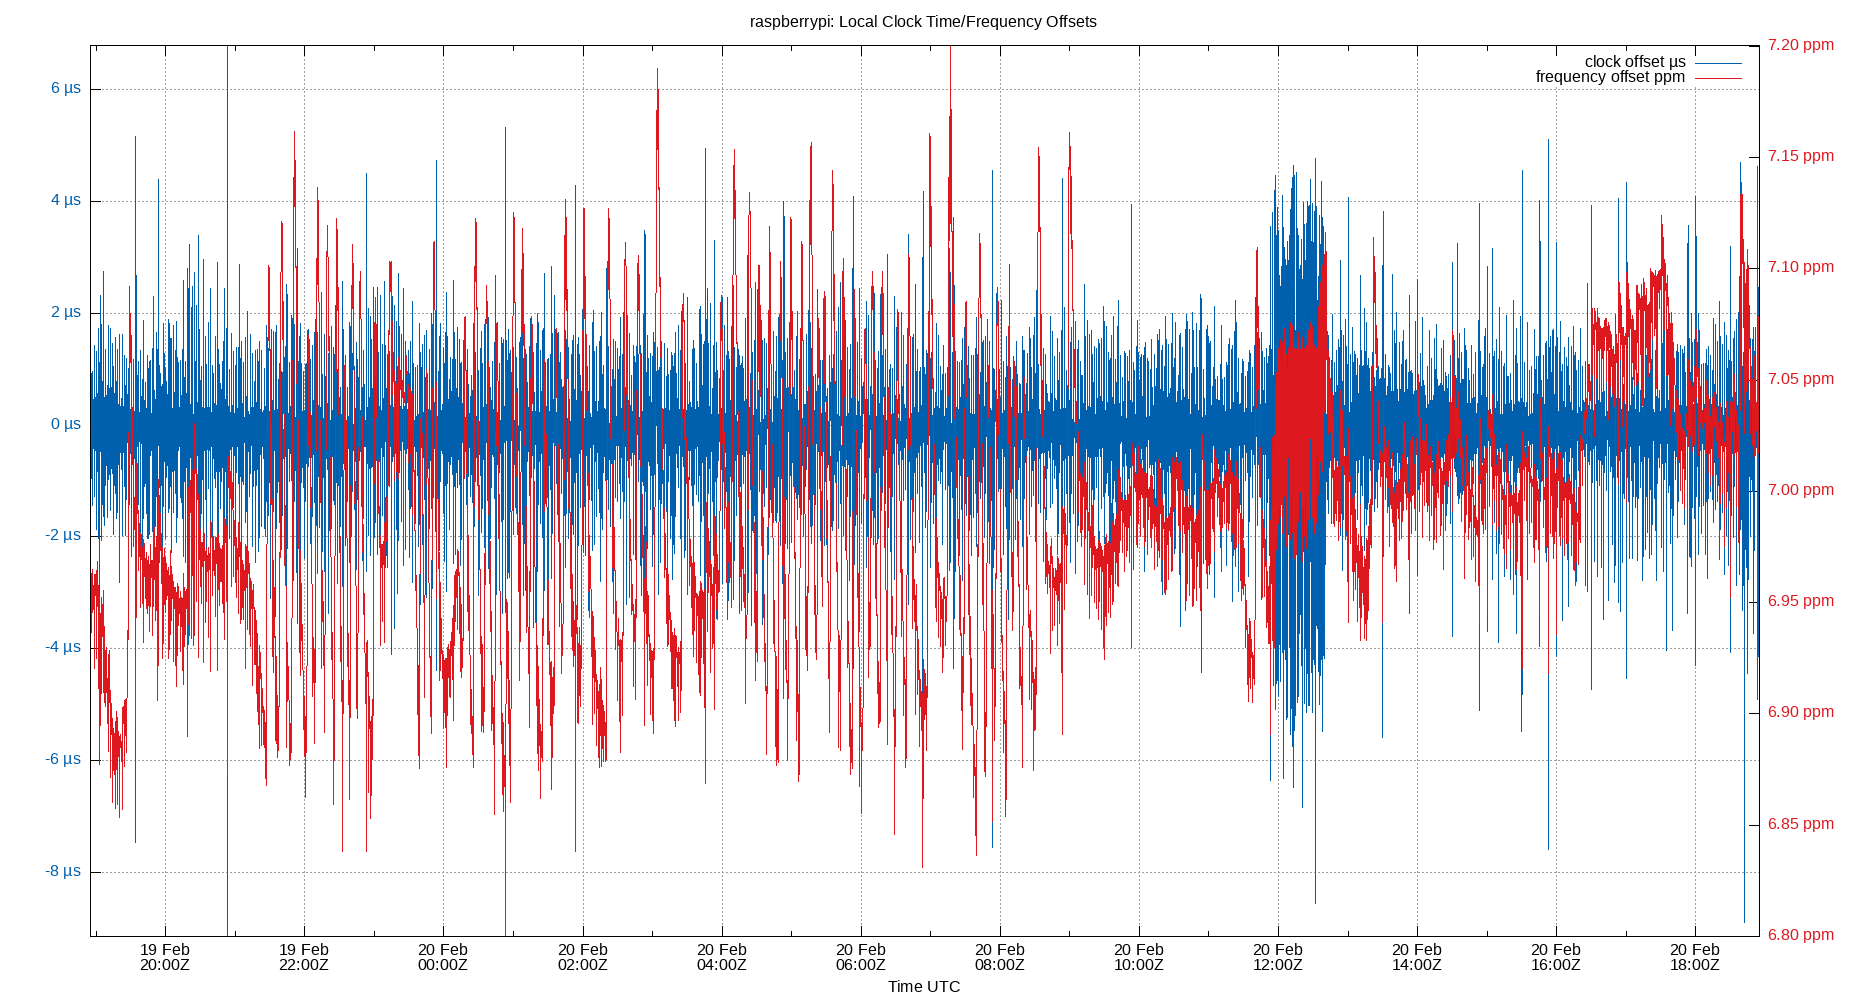 raspberrypi: Local Clock Time/Frequency Offsets
7.20 ppm
clock offset µs
frequency offset ppm
6 µs
7.15 ppm
4 µs
7.10 ppm
2 µs
7.05 ppm
0 µs
7.00 ppm
-2 µs
6.95 ppm
-4 µs
6.90 ppm
-6 µs
6.85 ppm
-8 µs
6.80 ppm
19 Feb 19 Feb 20 Feb 20 Feb 20 Feb 20 Feb 20 Feb 20 Feb 20 Feb 20 Feb 20 Feb 20 Feb
20:00Z 22:00Z 00:00Z 02:00Z 04:00Z 06:00Z 08:00Z 10:00Z 12:00Z 14:00Z 16:00Z 18:00Z
Time UTC